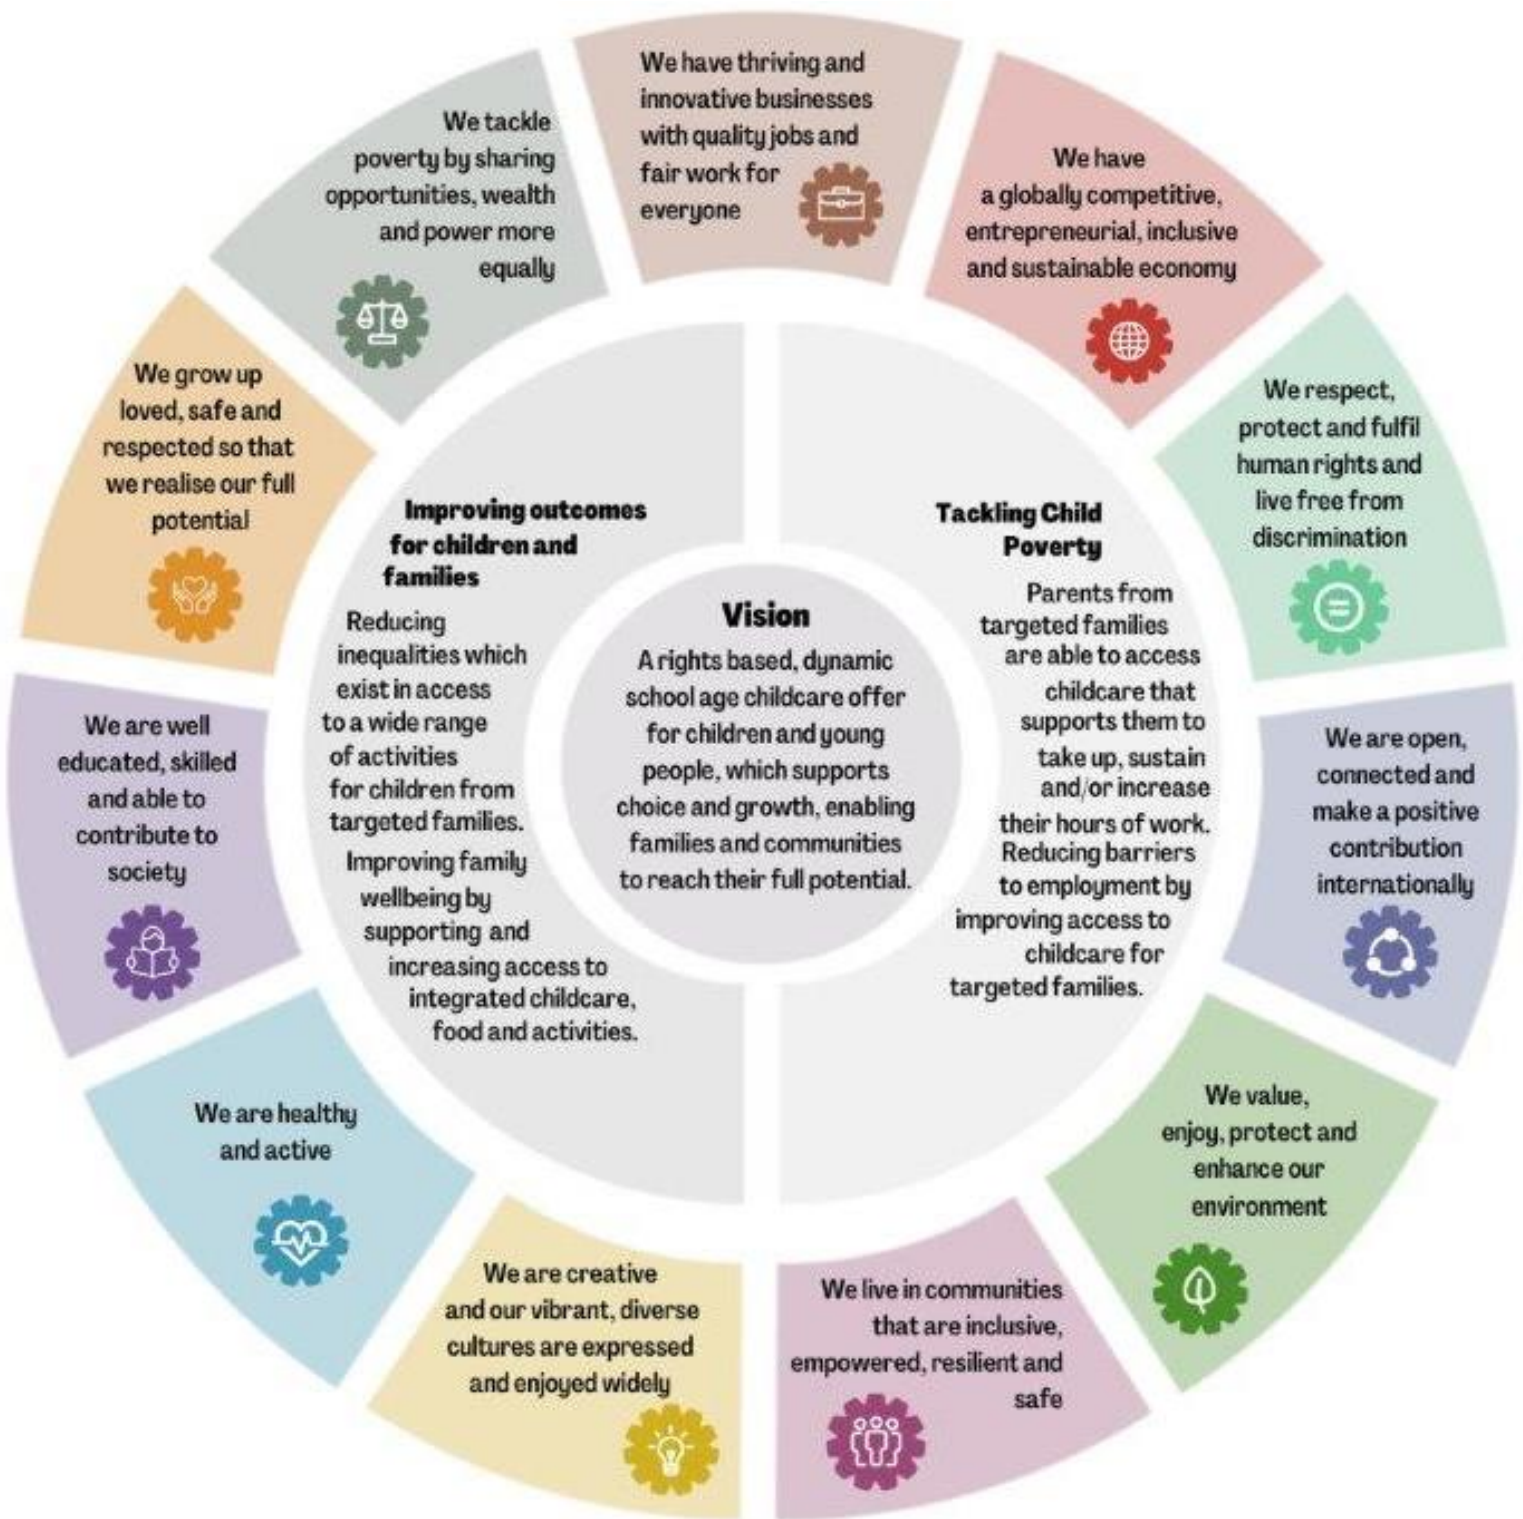 We have thriving and
innovative businesses
with quality jobs and
fair work for
everyone
We have
a globally competitive,
entrepreneurial, inclusive
and sustainable economy
We respect,
protect and fulfil
human rights and
live free from
discrimination
We are open,
connected and
make a positive
contribution
internationally
We value,
enjoy, protect and
enhance our
environment
We live in communities
that are inclusive,
empowered, resilient and
safe
We are creative
and our vibrant, diverse
cultures are expressed
and enjoyed widely
We are healthy
and active
We are well
educated, skilled
and able to
contribute to
society
We grow up
loved, safe and
respected so that
we realise our full
potential
We tackle
poverty by sharing
opportunities, wealth
and power more
equally
Improving outcomes
for children and
families
Reducing
inequalities which
exist in access
to a wide range
of activities
for children from
targeted families.
Improving family
wellbeing by
supporting and
increasing access to
integrated childcare,
food and activities.
Vision
A rights based, dynamic
school age childcare offer
for children and young
people, which supports
choice and growth, enabling
families and communities
to reach their full potential.
Tackling Child
Poverty
Parents from
targeted families
are able to access
childcare that
supports them to
take up, sustain
and/or increase
their hours of work.
Reducing barriers
to employment by
improving access to
childcare for
targeted families.